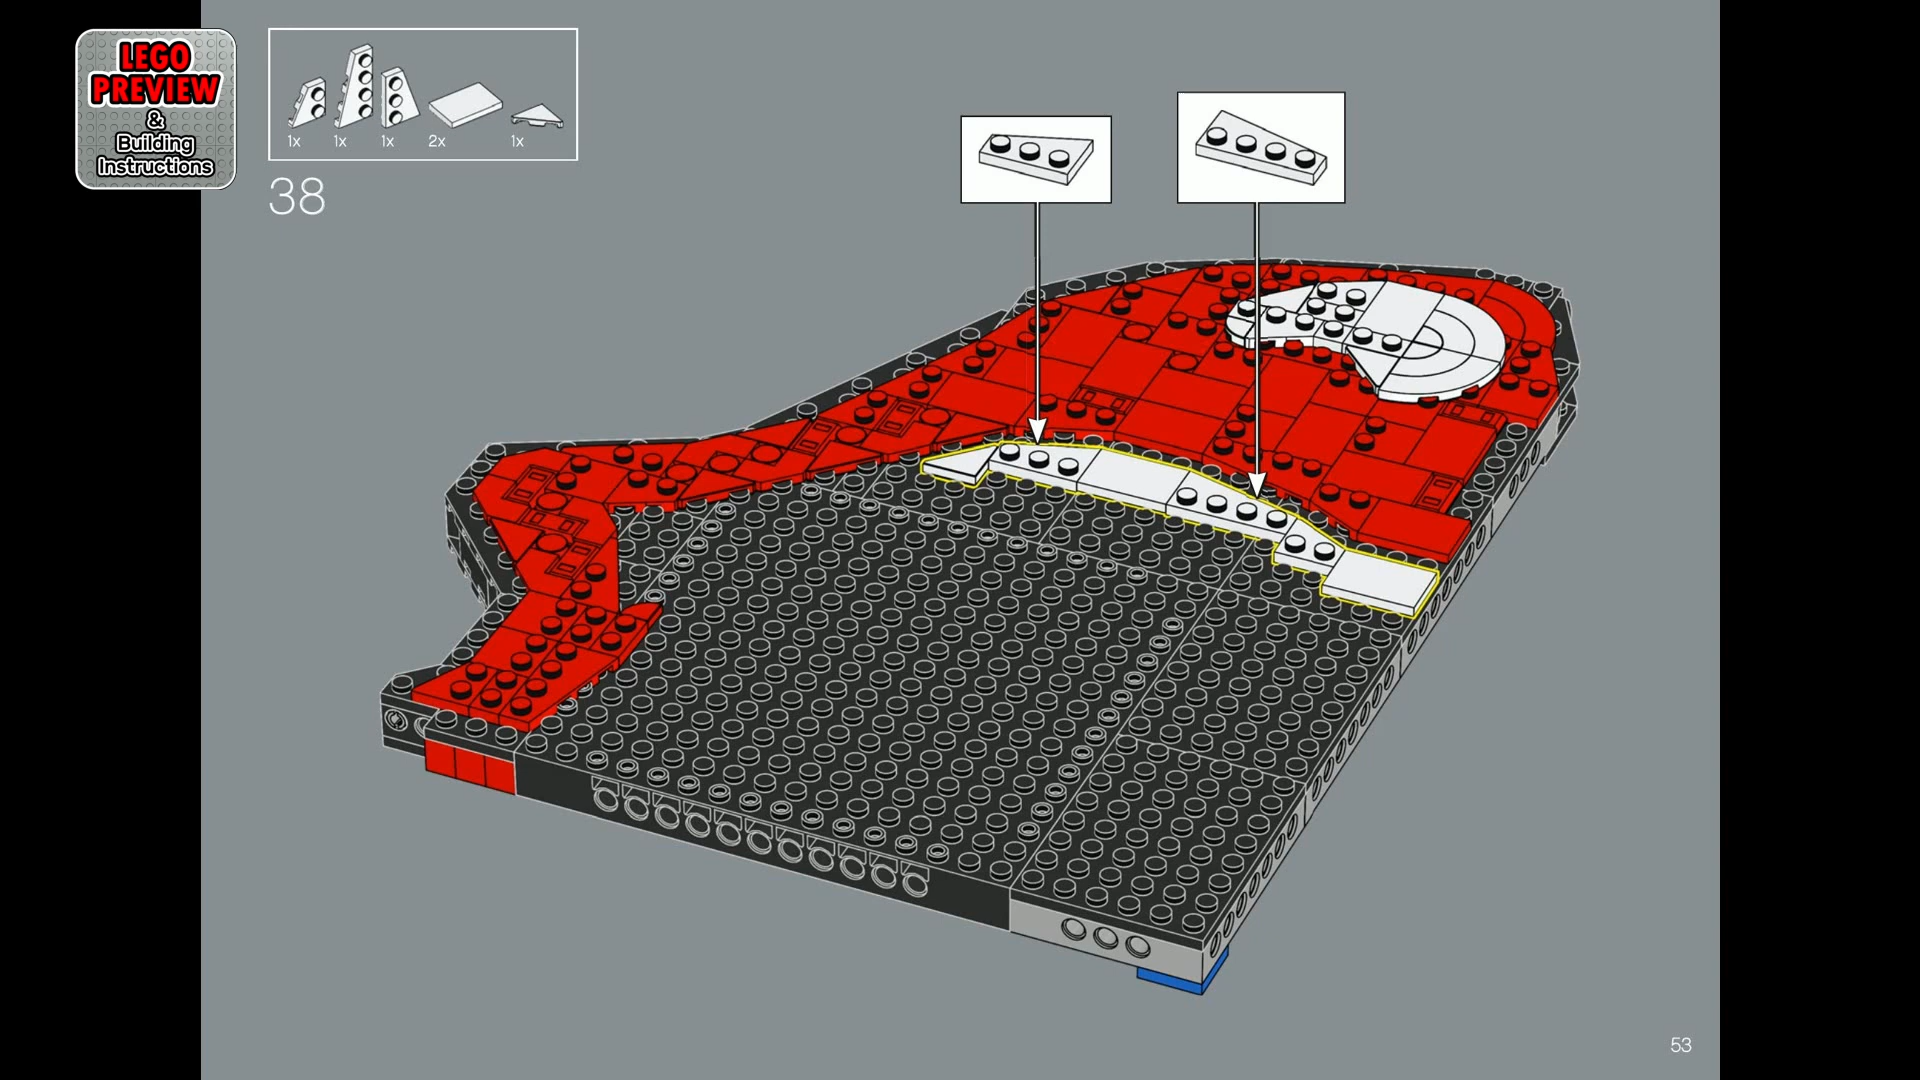 LEGO
PREVIEW
&
Building
Instructions
1x 1x 1x 2x 1x
38
53